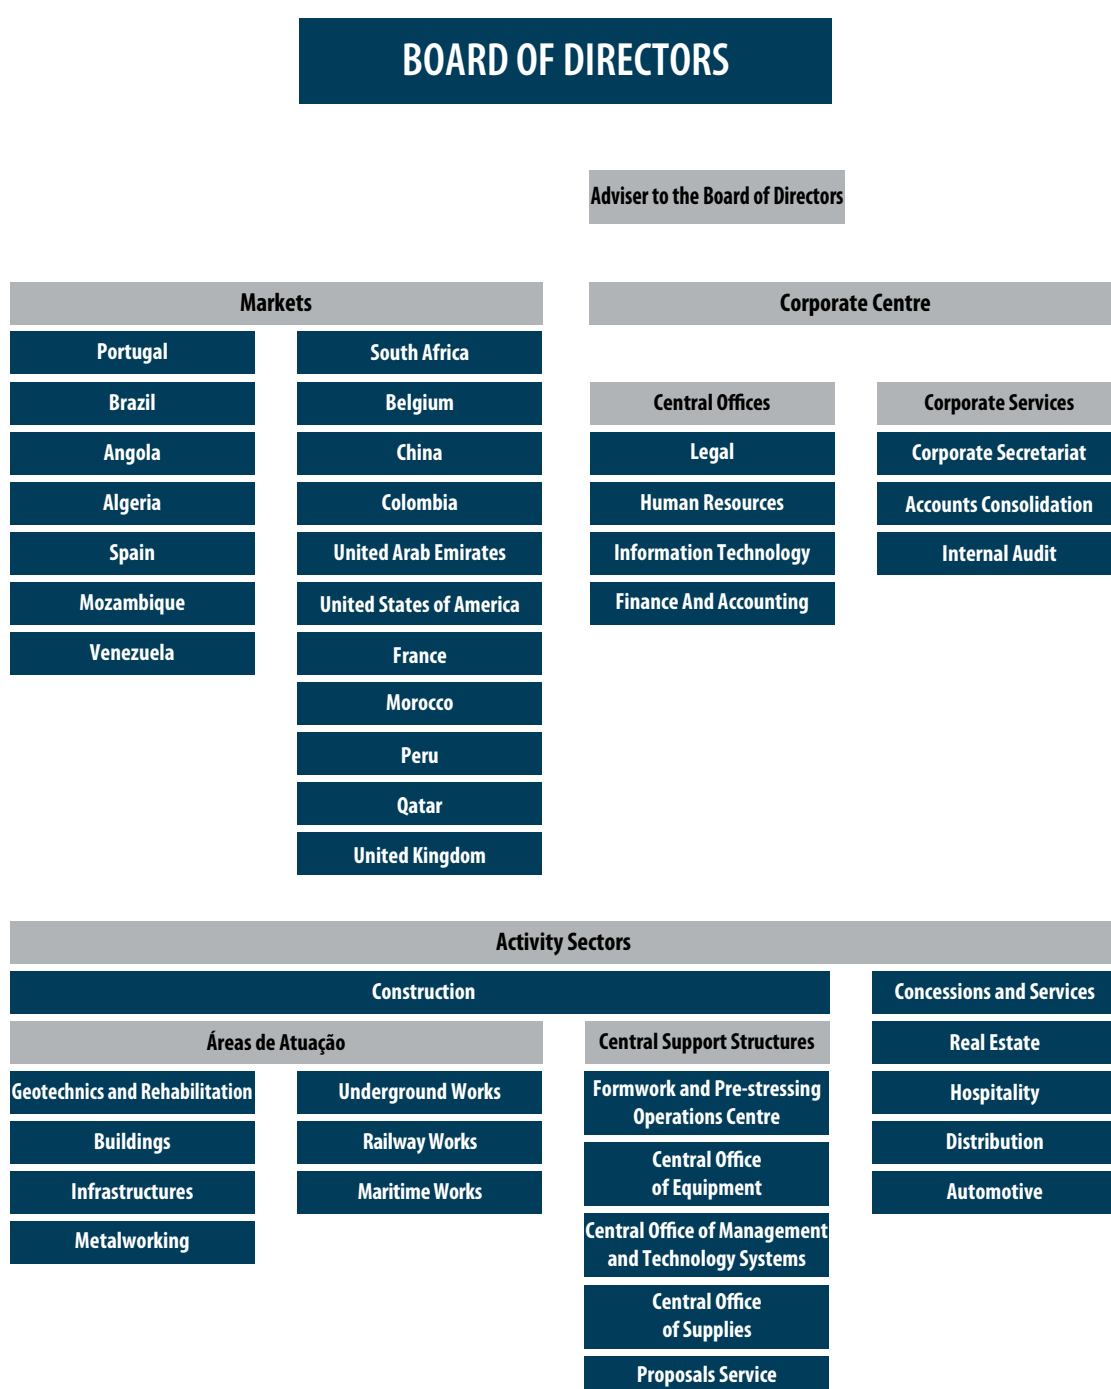 BOARD OF DIRECTORS
Adviser to the Board of Directors
Markets
Portugal
Brazil
Angola
Algeria
Spain
Mozambique
Venezuela
South Africa
Belgium
China
Colombia
United Arab Emirates
United States of America
France
Morocco
Peru
Qatar
United Kingdom
Corporate Centre
Central Offices
Legal
Human Resources
Information Technology
Finance And Accounting
Corporate Services
Corporate Secretariat
Accounts Consolidation
Internal Audit
Activity Sectors
Construction
Áreas de Atuação
Geotechnics and Rehabilitation
Buildings
Infrastructures
Metalworking
Underground Works
Railway Works
Maritime Works
Central Support Structures
Formwork and Pre-stressing
Operations Centre
Central Office
of Equipment
Central Office of Management
and Technology Systems
Central Office
of Supplies
Proposals Service
Concessions and Services
Real Estate
Hospitality
Distribution
Automotive